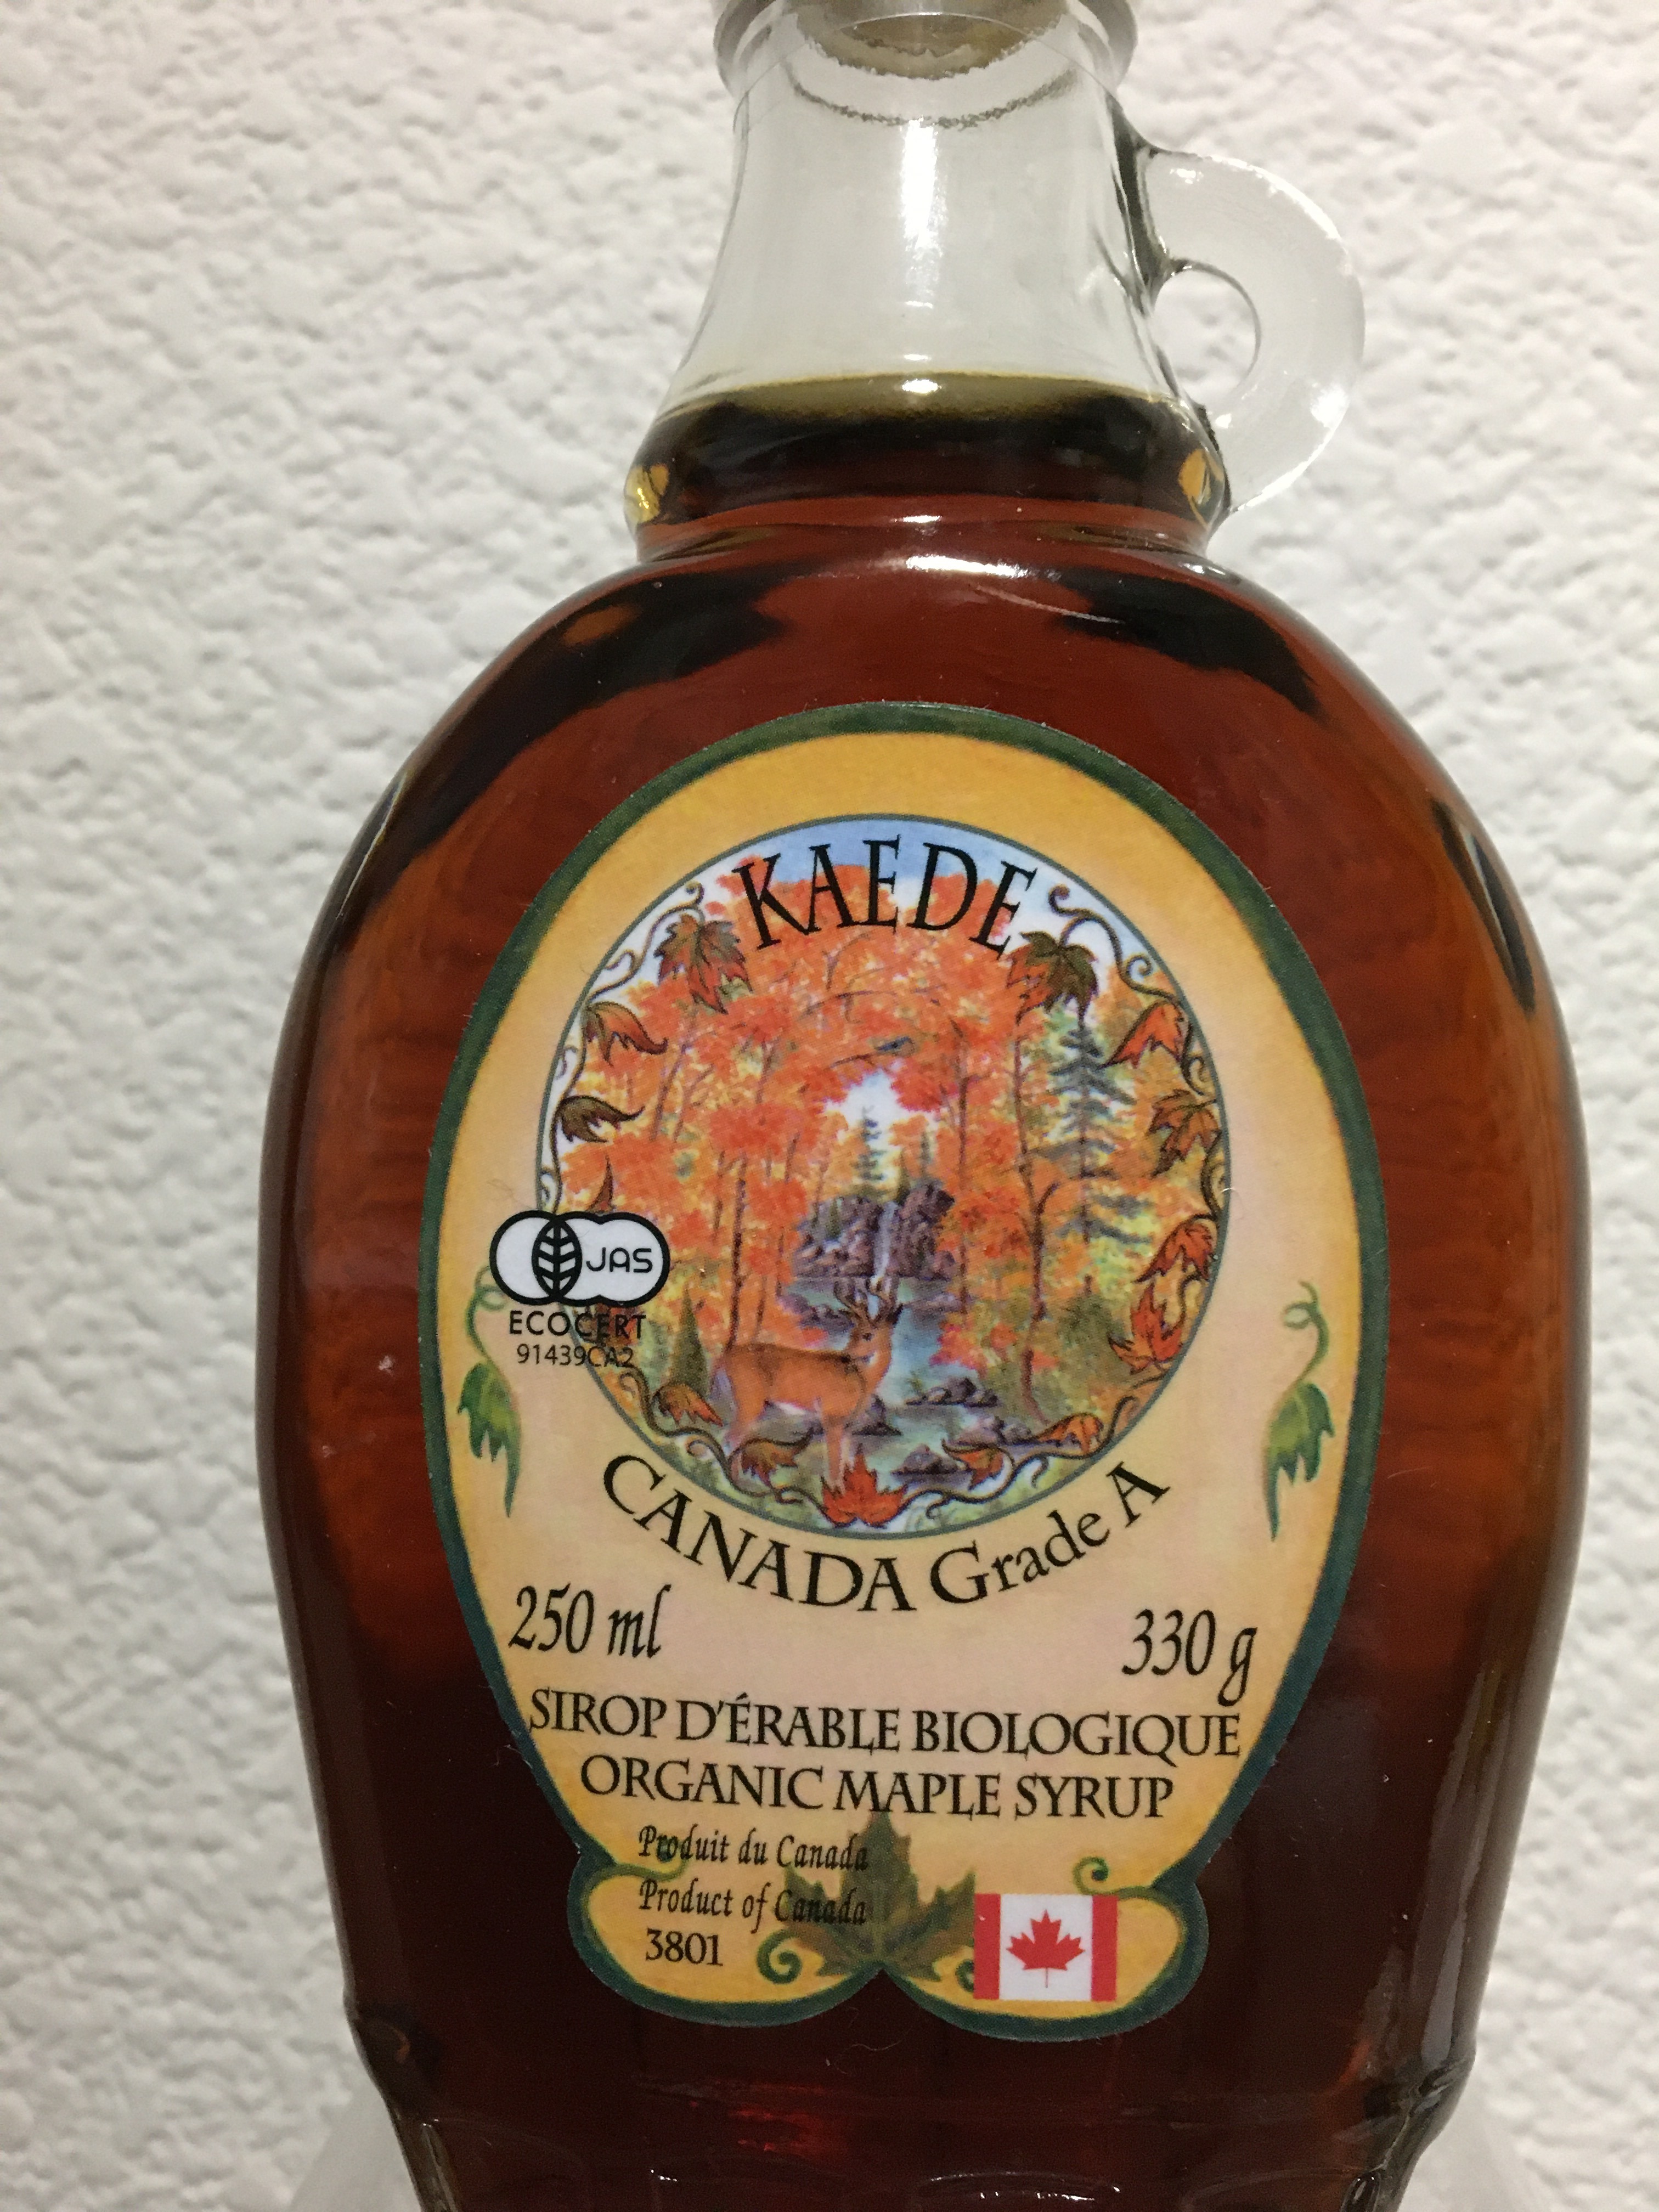 KAEDE
JAS
ECOCERT
91439CA2
CANADA Grade A
250 ml
330 g
SIROP D'ÉRABLE BIOLOGIQUE
ORGANIC MAPLE SYRUP
Produit du Canada
Product of Canada
3801